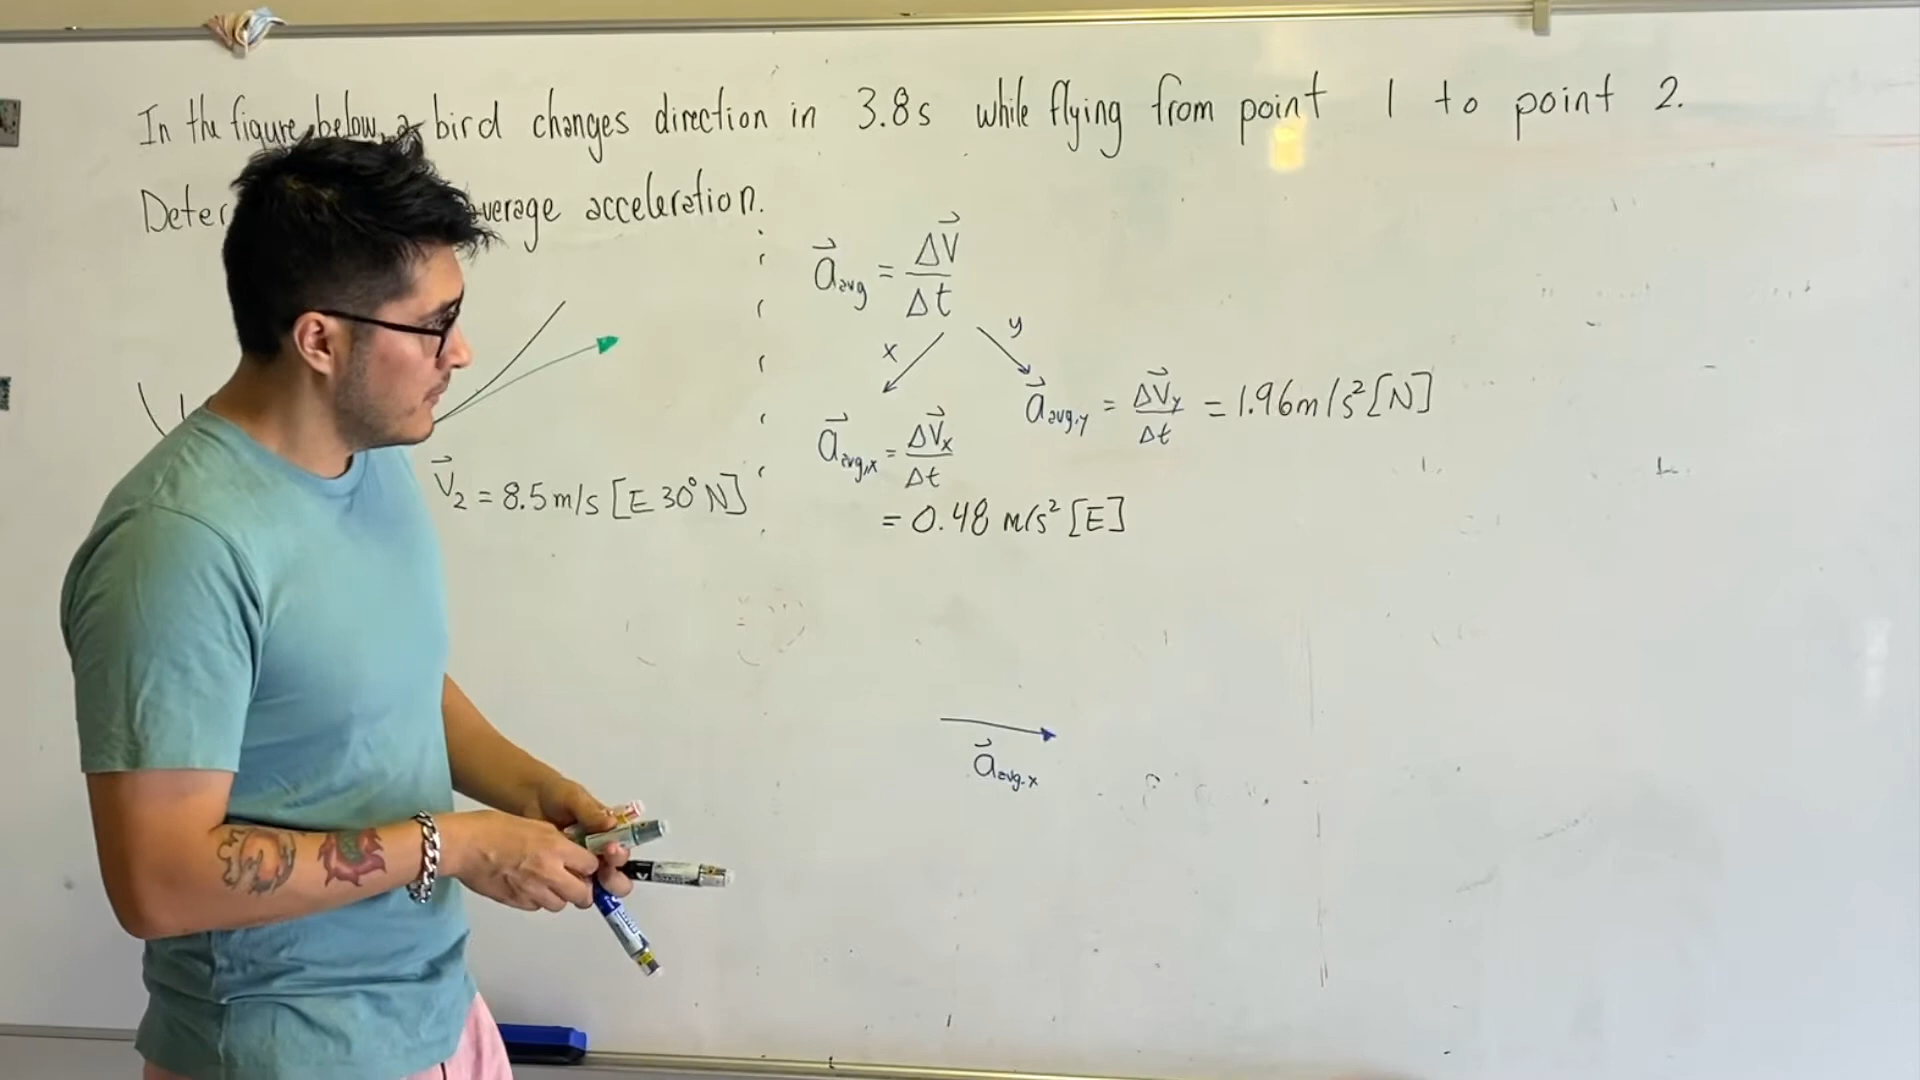 In the figure below, a bird changes direction in 3.8s while flying from point 1 to point 2.
Deter verage acceleration.
a⃗avg = ΔV⃗ / Δt
x
y
a⃗avg,y = ΔV⃗y / Δt = 1.96m/s² [N]
a⃗avg,x = ΔV⃗x / Δt
= 0.48 m/s² [E]
V⃗2 = 8.5m/s [E 30° N]
a⃗avg,x